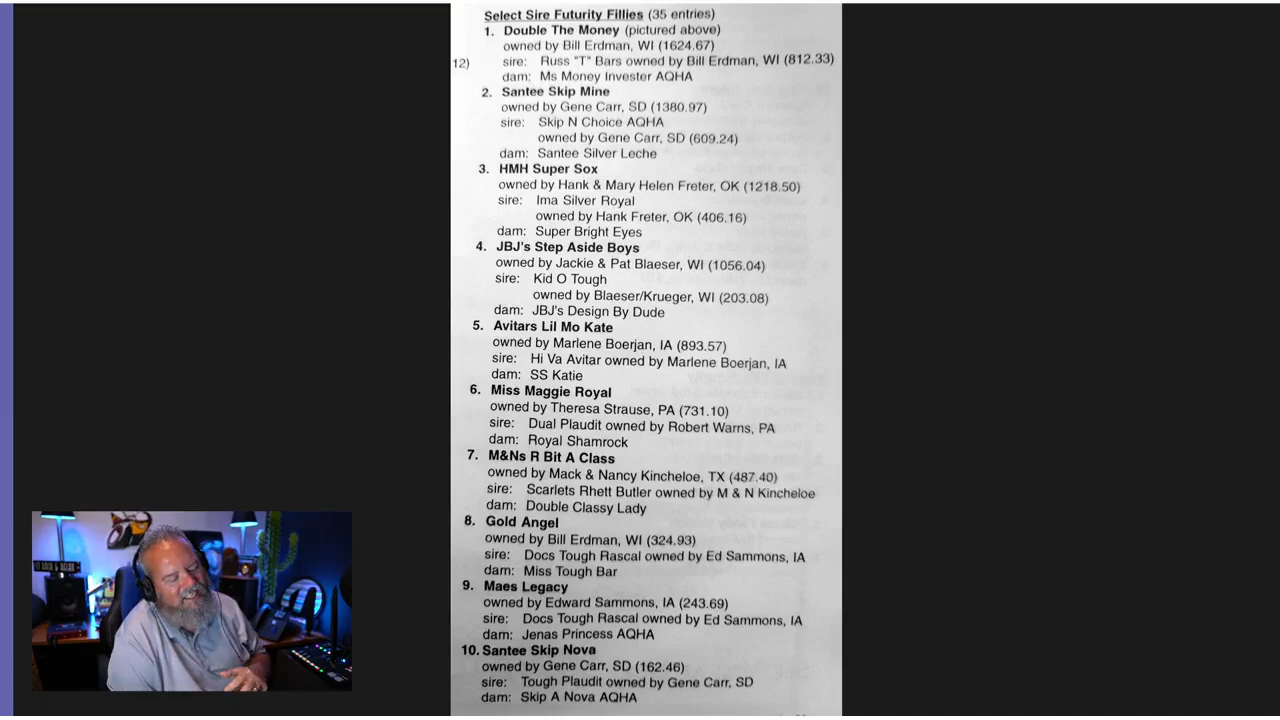 Select Sire Futurity Fillies (35 entries)
1. Double The Money (pictured above)
owned by Bill Erdman, WI (1624.67)
12) sire: Russ "T" Bars owned by Bill Erdman, WI (812.33)
dam: Ms Money Invester AQHA
2. Santee Skip Mine
owned by Gene Carr, SD (1380.97)
sire: Skip N Choice AQHA
owned by Gene Carr, SD (609.24)
dam: Santee Silver Leche
3. HMH Super Sox
owned by Hank & Mary Helen Freter, OK (1218.50)
sire: Ima Silver Royal
owned by Hank Freter, OK (406.16)
dam: Super Bright Eyes
4. JBJ's Step Aside Boys
owned by Jackie & Pat Blaeser, WI (1056.04)
sire: Kid O Tough
owned by Blaeser/Krueger, WI (203.08)
dam: JBJ's Design By Dude
5. Avitars Lil Mo Kate
owned by Marlene Boerjan, IA (893.57)
sire: Hi Va Avitar owned by Marlene Boerjan, IA
dam: SS Katie
6. Miss Maggie Royal
owned by Theresa Strause, PA (731.10)
sire: Dual Plaudit owned by Robert Warns, PA
dam: Royal Shamrock
7. M&Ns R Bit A Class
owned by Mack & Nancy Kincheloe, TX (487.40)
sire: Scarlets Rhett Butler owned by M & N Kincheloe
dam: Double Classy Lady
8. Gold Angel
owned by Bill Erdman, WI (324.93)
sire: Docs Tough Rascal owned by Ed Sammons, IA
dam: Miss Tough Bar
9. Maes Legacy
owned by Edward Sammons, IA (243.69)
sire: Docs Tough Rascal owned by Ed Sammons, IA
dam: Jenas Princess AQHA
10. Santee Skip Nova
owned by Gene Carr, SD (162.46)
sire: Tough Plaudit owned by Gene Carr, SD
dam: Skip A Nova AQHA